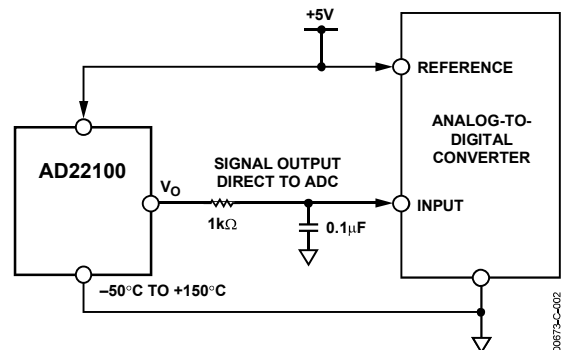 +5V
REFERENCE
ANALOG-TO-
DIGITAL
CONVERTER
AD22100
V_O
SIGNAL OUTPUT
DIRECT TO ADC
1kΩ
0.1μF
INPUT
–50°C TO +150°C
00673-C-002